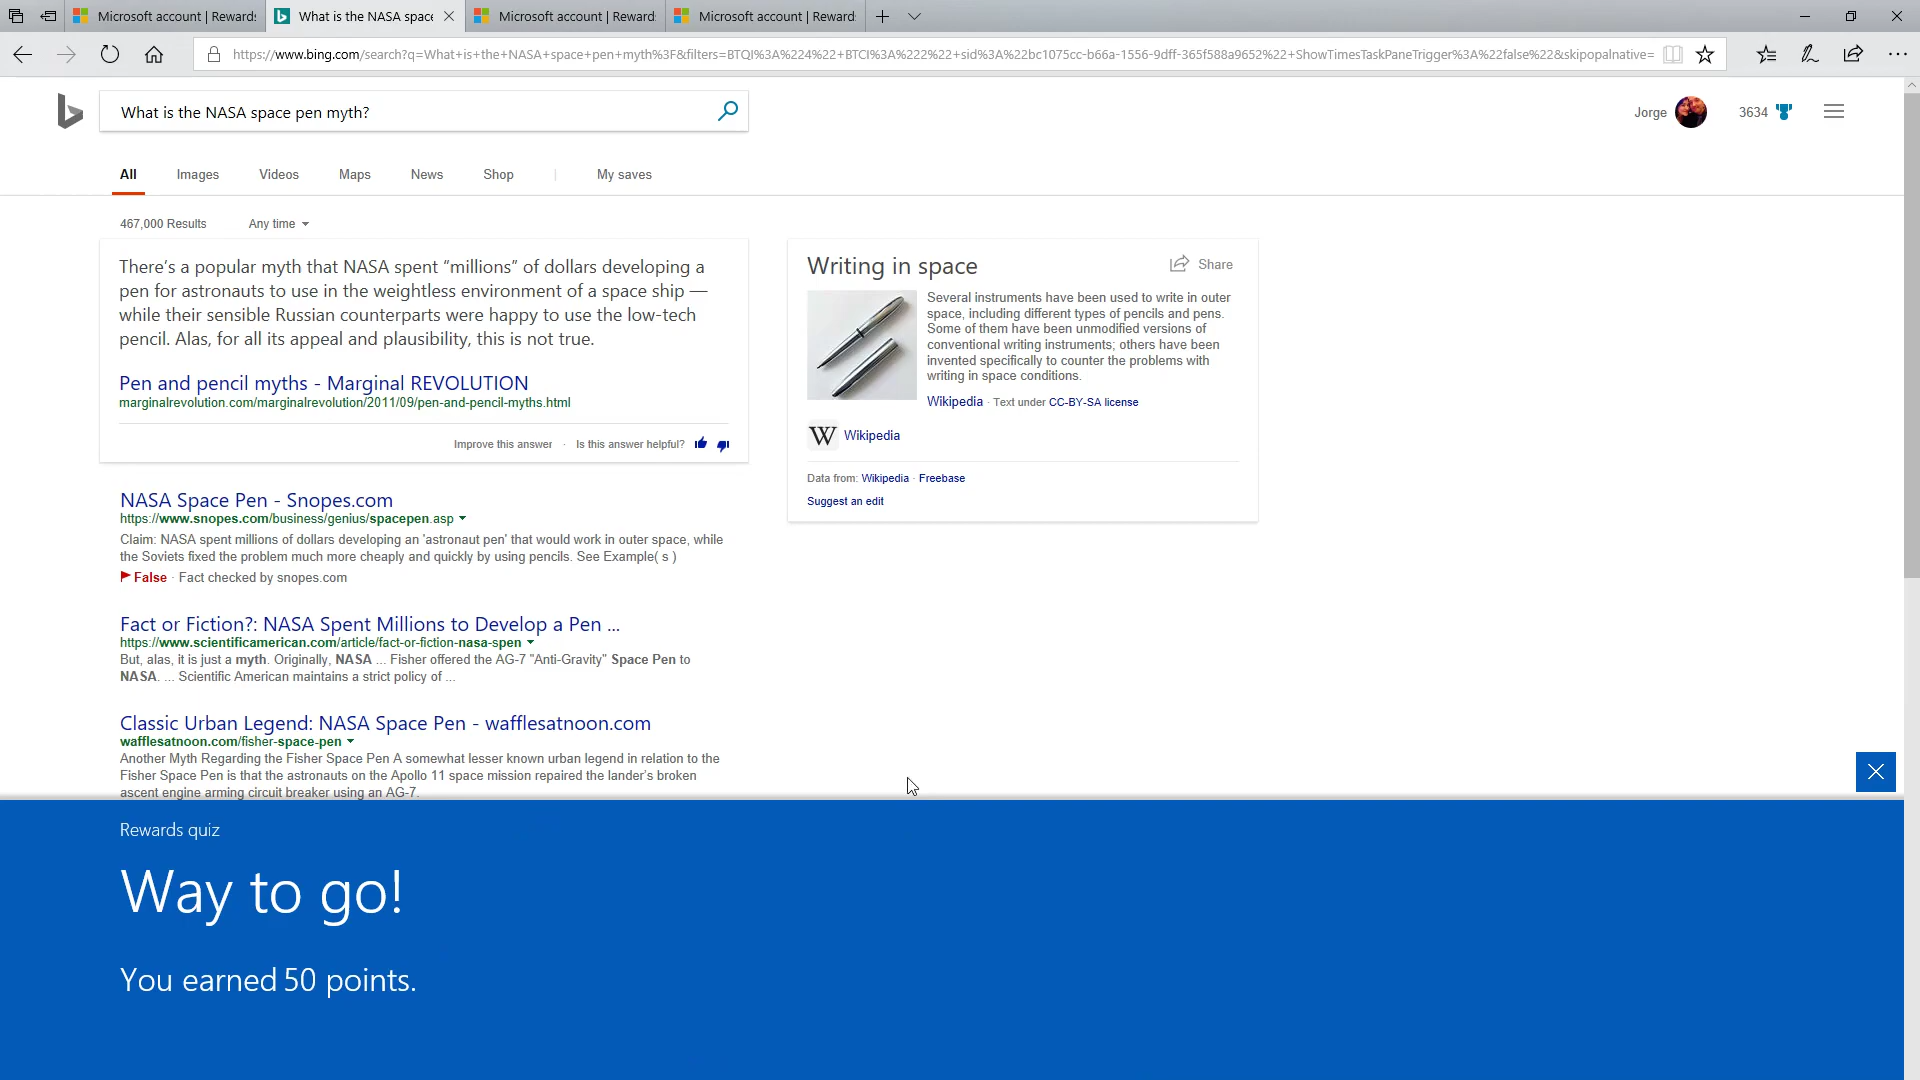 Microsoft account | Rewards
What is the NASA space
Microsoft account | Reward
Microsoft account | Reward
https://www.bing.com/search?q=What+is+the+NASA+space+pen+myth%3F&filters=BTQI%3A%224%22+BTCI%3A%222%22+sid%3A%22bc1075cc-b66a-1556-9dff-365f588a9652%22+ShowTimesTaskPaneTrigger%3A%22false%22&skipopalnative=
What is the NASA space pen myth?
Jorge
3634
All
Images
Videos
Maps
News
Shop
My saves
467,000 Results
Any time
There's a popular myth that NASA spent “millions” of dollars developing a
pen for astronauts to use in the weightless environment of a space ship —
while their sensible Russian counterparts were happy to use the low-tech
pencil. Alas, for all its appeal and plausibility, this is not true.
Pen and pencil myths - Marginal REVOLUTION
marginalrevolution.com/marginalrevolution/2011/09/pen-and-pencil-myths.html
Improve this answer · Is this answer helpful?
NASA Space Pen - Snopes.com
https://www.snopes.com/business/genius/spacepen.asp
Claim: NASA spent millions of dollars developing an 'astronaut pen' that would work in outer space, while
the Soviets fixed the problem much more cheaply and quickly by using pencils. See Example( s )
False · Fact checked by snopes.com
Fact or Fiction?: NASA Spent Millions to Develop a Pen ...
https://www.scientificamerican.com/article/fact-or-fiction-nasa-spen
But, alas, it is just a myth. Originally, NASA ... Fisher offered the AG-7 "Anti-Gravity" Space Pen to
NASA. ... Scientific American maintains a strict policy of ...
Classic Urban Legend: NASA Space Pen - wafflesatnoon.com
wafflesatnoon.com/fisher-space-pen
Another Myth Regarding the Fisher Space Pen A somewhat lesser known urban legend in relation to the
Fisher Space Pen is that the astronauts on the Apollo 11 space mission repaired the lander's broken
ascent engine arming circuit breaker using an AG-7.
Writing in space
Share
Several instruments have been used to write in outer
space, including different types of pencils and pens.
Some of them have been unmodified versions of
conventional writing instruments; others have been
invented specifically to counter the problems with
writing in space conditions.
Wikipedia · Text under CC-BY-SA license
W Wikipedia
Data from: Wikipedia · Freebase
Suggest an edit
Rewards quiz
Way to go!
You earned 50 points.